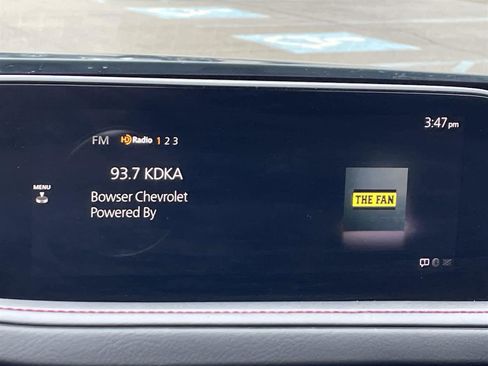 3:47 pm
FM HD Radio 1 2 3
93.7 KDKA
MENU
Bowser Chevrolet
Powered By
THE FAN